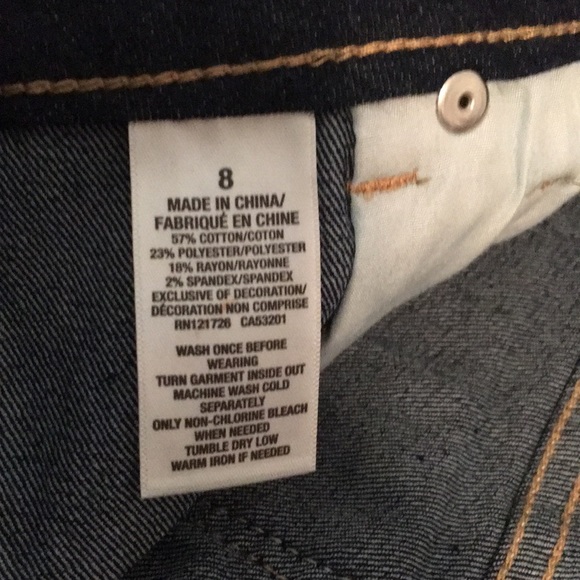 8
MADE IN CHINA/
FABRIQUÉ EN CHINE
57% COTTON/COTON
23% POLYESTER/POLYESTER
18% RAYON/RAYONNE
2% SPANDEX/SPANDEX
EXCLUSIVE OF DECORATION/
DÉCORATION NON COMPRISE
RN121726 CA53201
WASH ONCE BEFORE
WEARING
TURN GARMENT INSIDE OUT
MACHINE WASH COLD
SEPARATELY
ONLY NON-CHLORINE BLEACH
WHEN NEEDED
TUMBLE DRY LOW
WARM IRON IF NEEDED